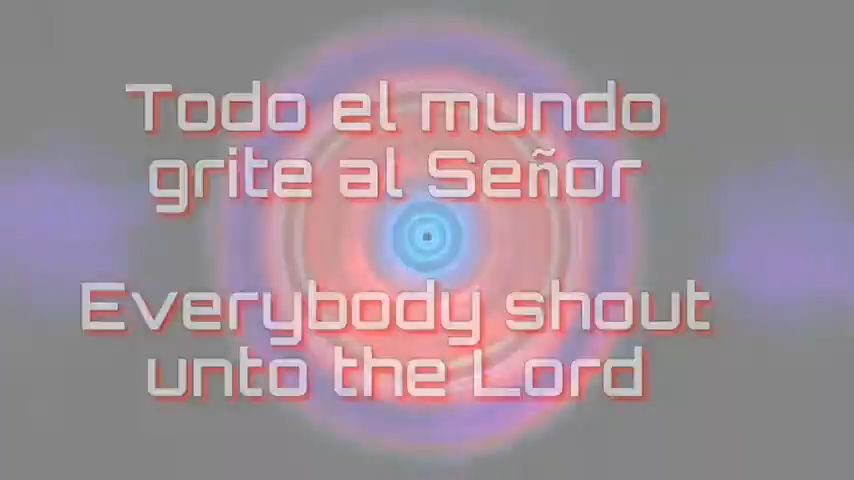 Todo el mundo
grite al Señor
Everybody shout
unto the Lord